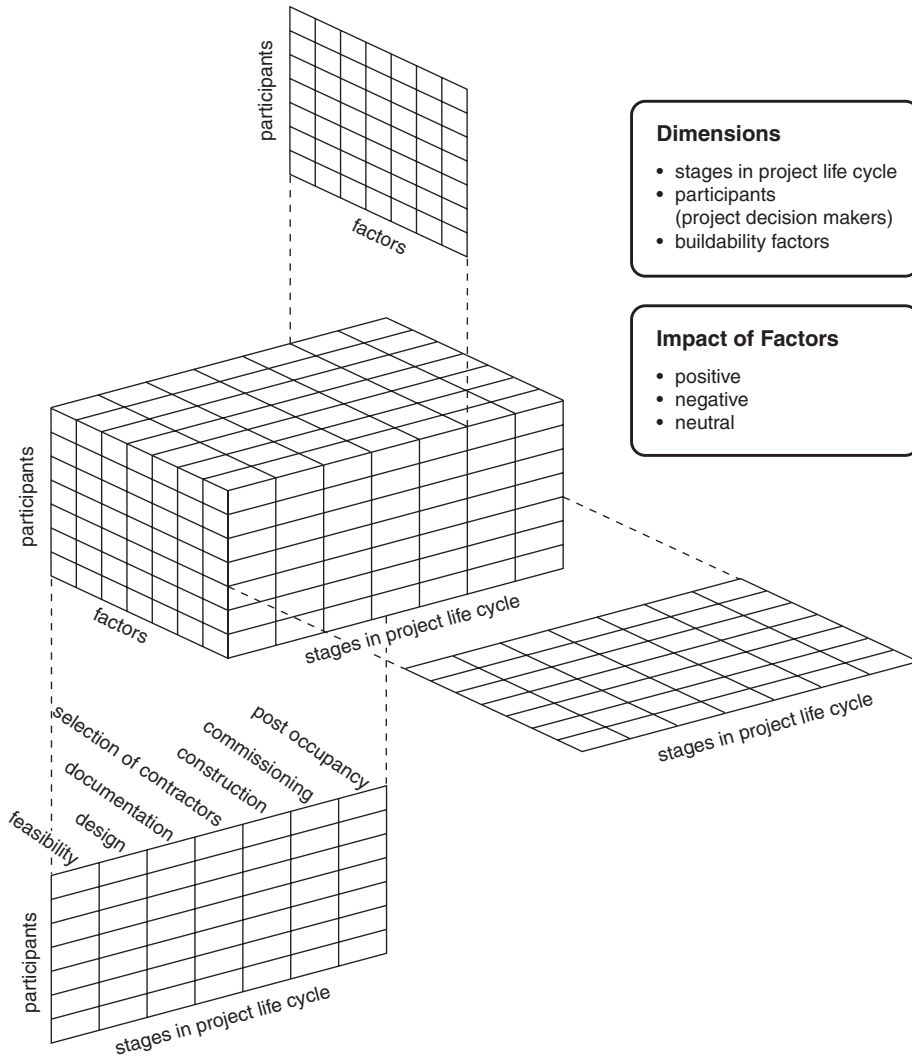 participants
factors
Dimensions
• stages in project life cycle
• participants
(project decision makers)
• buildability factors
Impact of Factors
• positive
• negative
• neutral
participants
factors
stages in project life cycle
stages in project life cycle
feasibility
design
documentation
selection of contractors
construction
commissioning
post occupancy
participants
stages in project life cycle